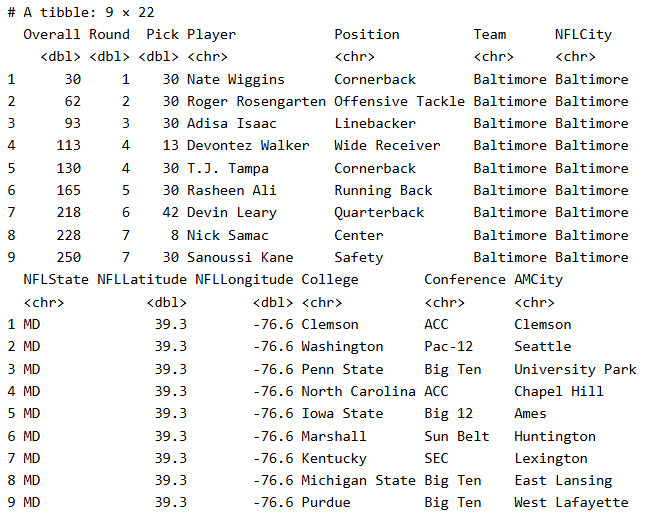 # A tibble: 9 × 22
  Overall Round  Pick Player           Position         Team      NFLCity
    <dbl> <dbl> <dbl> <chr>            <chr>            <chr>     <chr>
1      30     1    30 Nate Wiggins     Cornerback       Baltimore Baltimore
2      62     2    30 Roger Rosengarten Offensive Tackle Baltimore Baltimore
3      93     3    30 Adisa Isaac      Linebacker       Baltimore Baltimore
4     113     4    13 Devontez Walker  Wide Receiver    Baltimore Baltimore
5     130     4    30 T.J. Tampa       Cornerback       Baltimore Baltimore
6     165     5    30 Rasheen Ali      Running Back     Baltimore Baltimore
7     218     6    42 Devin Leary      Quarterback      Baltimore Baltimore
8     228     7     8 Nick Samac       Center           Baltimore Baltimore
9     250     7    30 Sanoussi Kane    Safety           Baltimore Baltimore
  NFLState NFLLatitude NFLLongitude College        Conference AMCity
  <chr>          <dbl>        <dbl> <chr>          <chr>      <chr>
1 MD              39.3        -76.6 Clemson        ACC        Clemson
2 MD              39.3        -76.6 Washington     Pac-12     Seattle
3 MD              39.3        -76.6 Penn State     Big Ten    University Park
4 MD              39.3        -76.6 North Carolina ACC        Chapel Hill
5 MD              39.3        -76.6 Iowa State     Big 12     Ames
6 MD              39.3        -76.6 Marshall       Sun Belt   Huntington
7 MD              39.3        -76.6 Kentucky       SEC        Lexington
8 MD              39.3        -76.6 Michigan State Big Ten    East Lansing
9 MD              39.3        -76.6 Purdue         Big Ten    West Lafayette